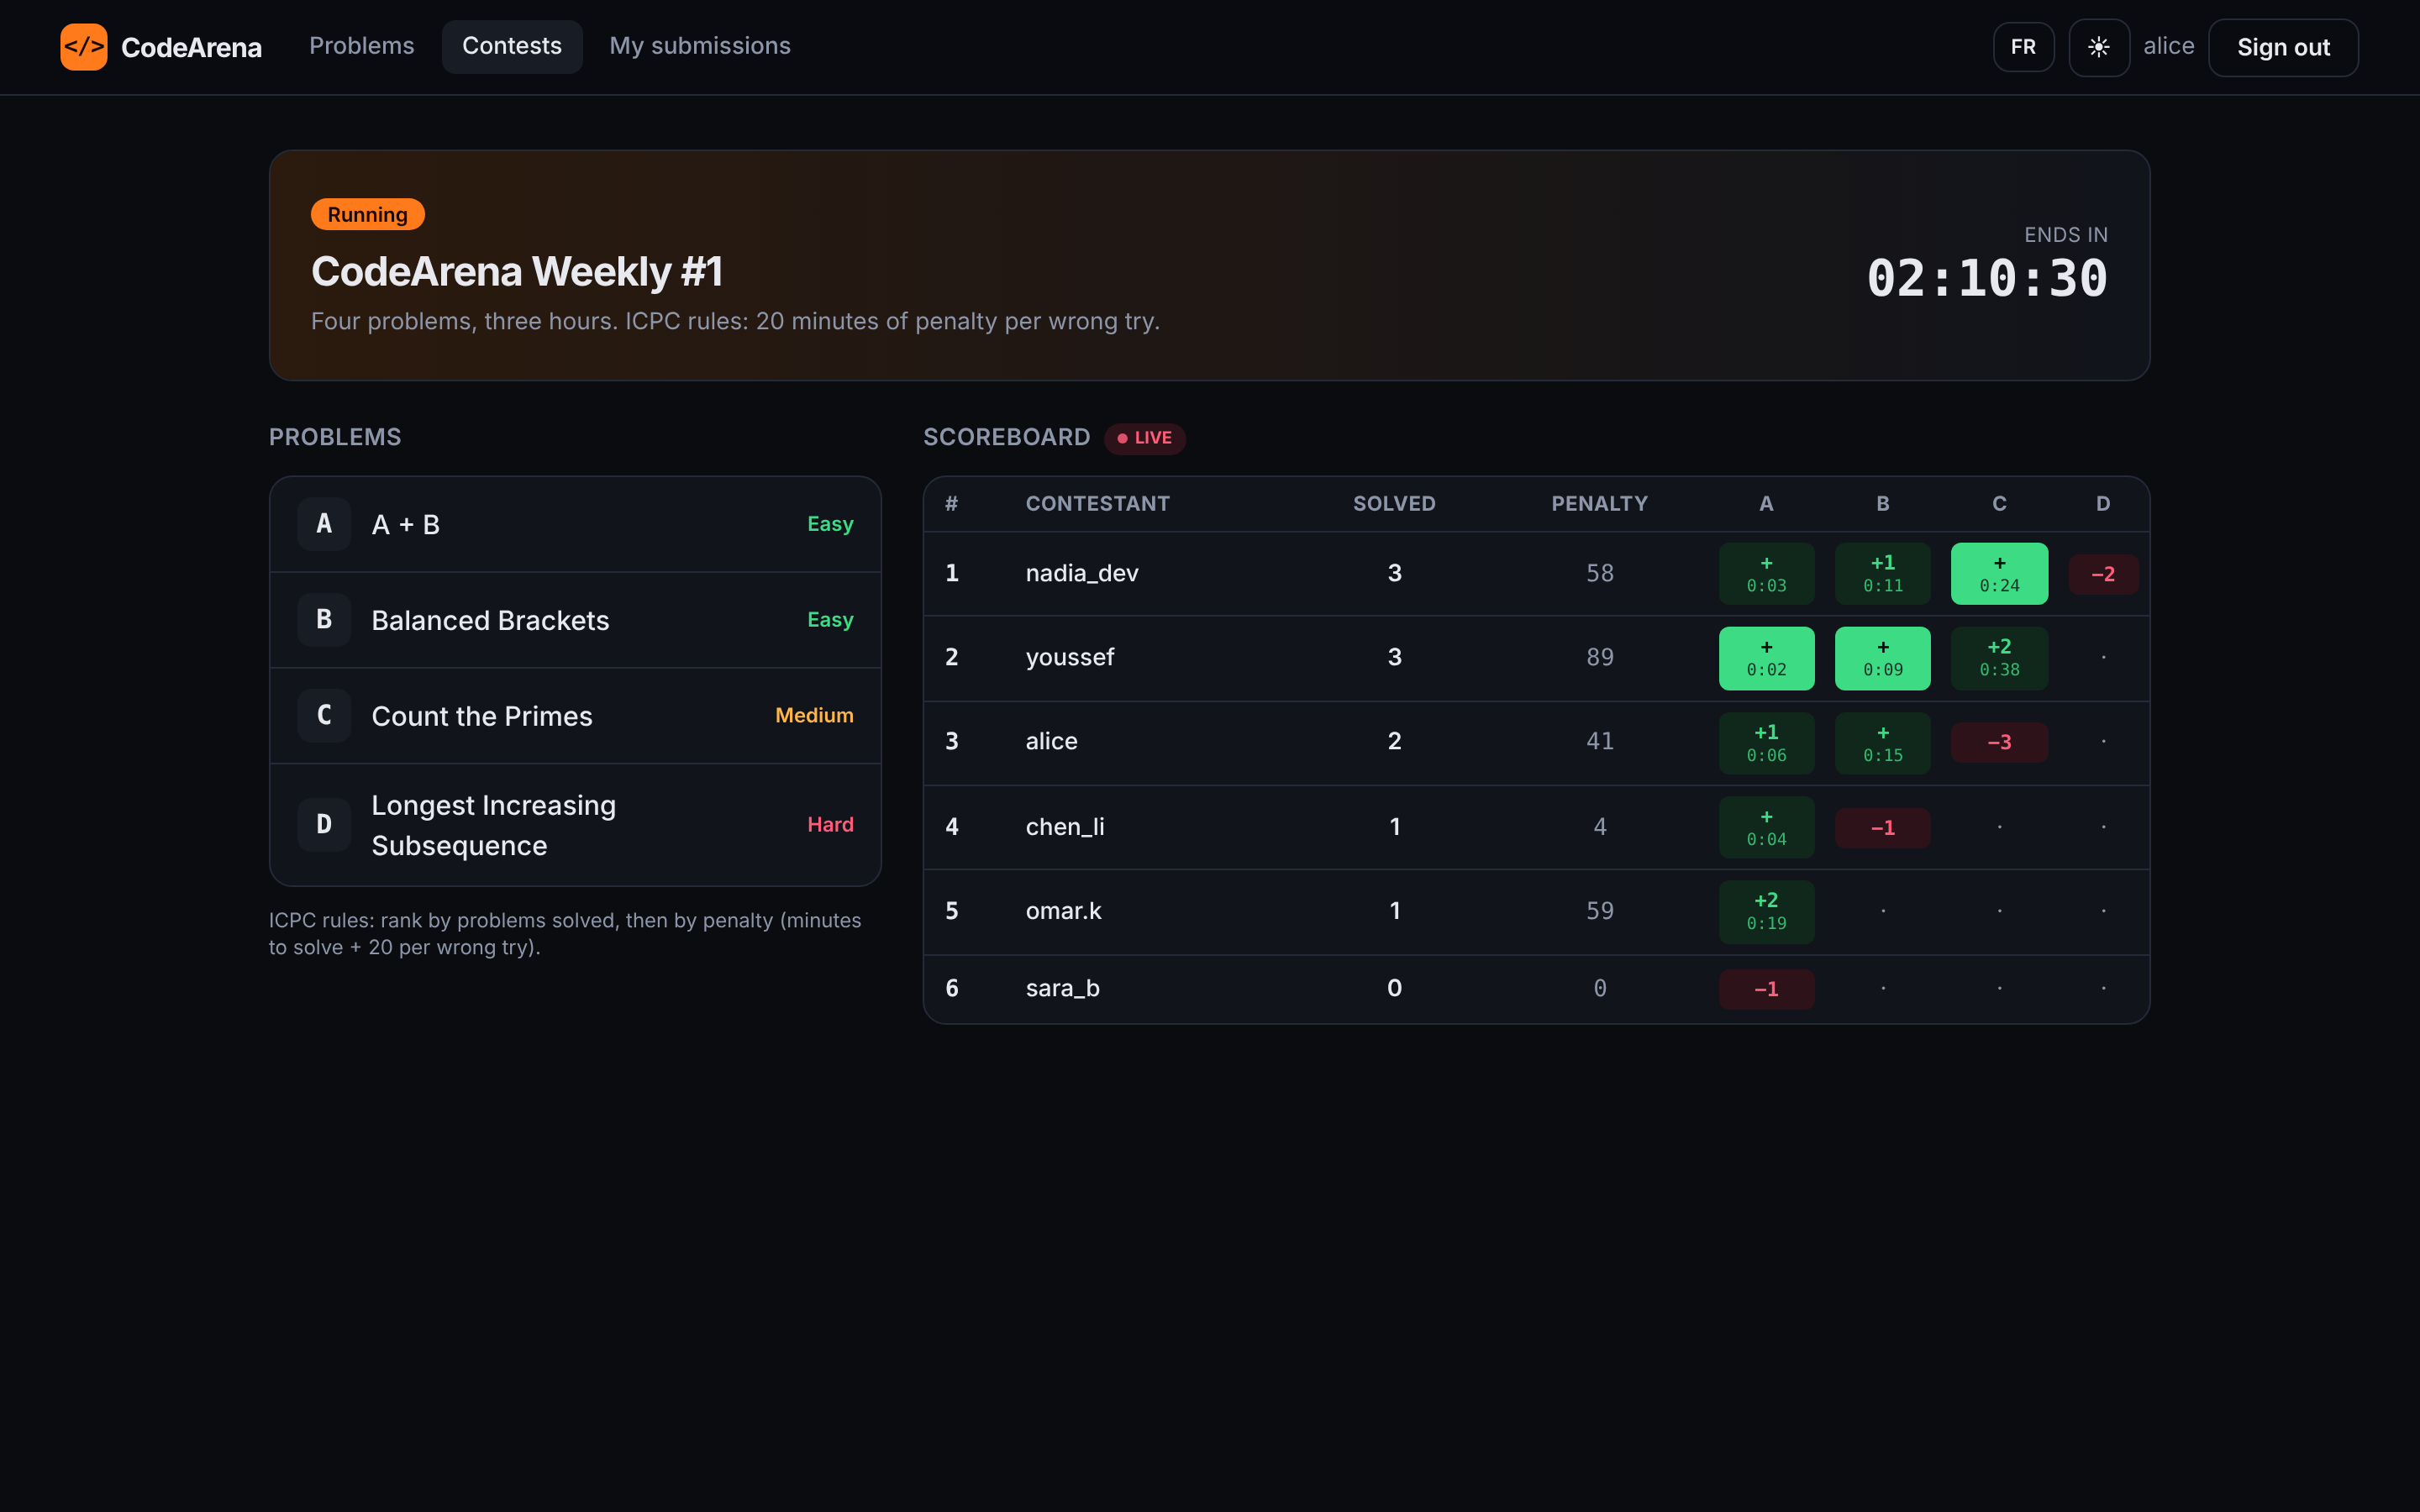 </> CodeArena Problems Contests My submissions FR alice Sign out
Running
CodeArena Weekly #1
Four problems, three hours. ICPC rules: 20 minutes of penalty per wrong try.
ENDS IN
02:10:30
PROBLEMS
A A + B Easy
B Balanced Brackets Easy
C Count the Primes Medium
D Longest Increasing
Subsequence Hard
ICPC rules: rank by problems solved, then by penalty (minutes
to solve + 20 per wrong try).
SCOREBOARD LIVE
# CONTESTANT SOLVED PENALTY A B C D
1 nadia_dev 3 58 + +1 + −2
0:03 0:11 0:24
2 youssef 3 89 + + +2 ·
0:02 0:09 0:38
3 alice 2 41 +1 + −3 ·
0:06 0:15
4 chen_li 1 4 + −1 · ·
0:04
5 omar.k 1 59 +2 · · ·
0:19
6 sara_b 0 0 −1 · · ·